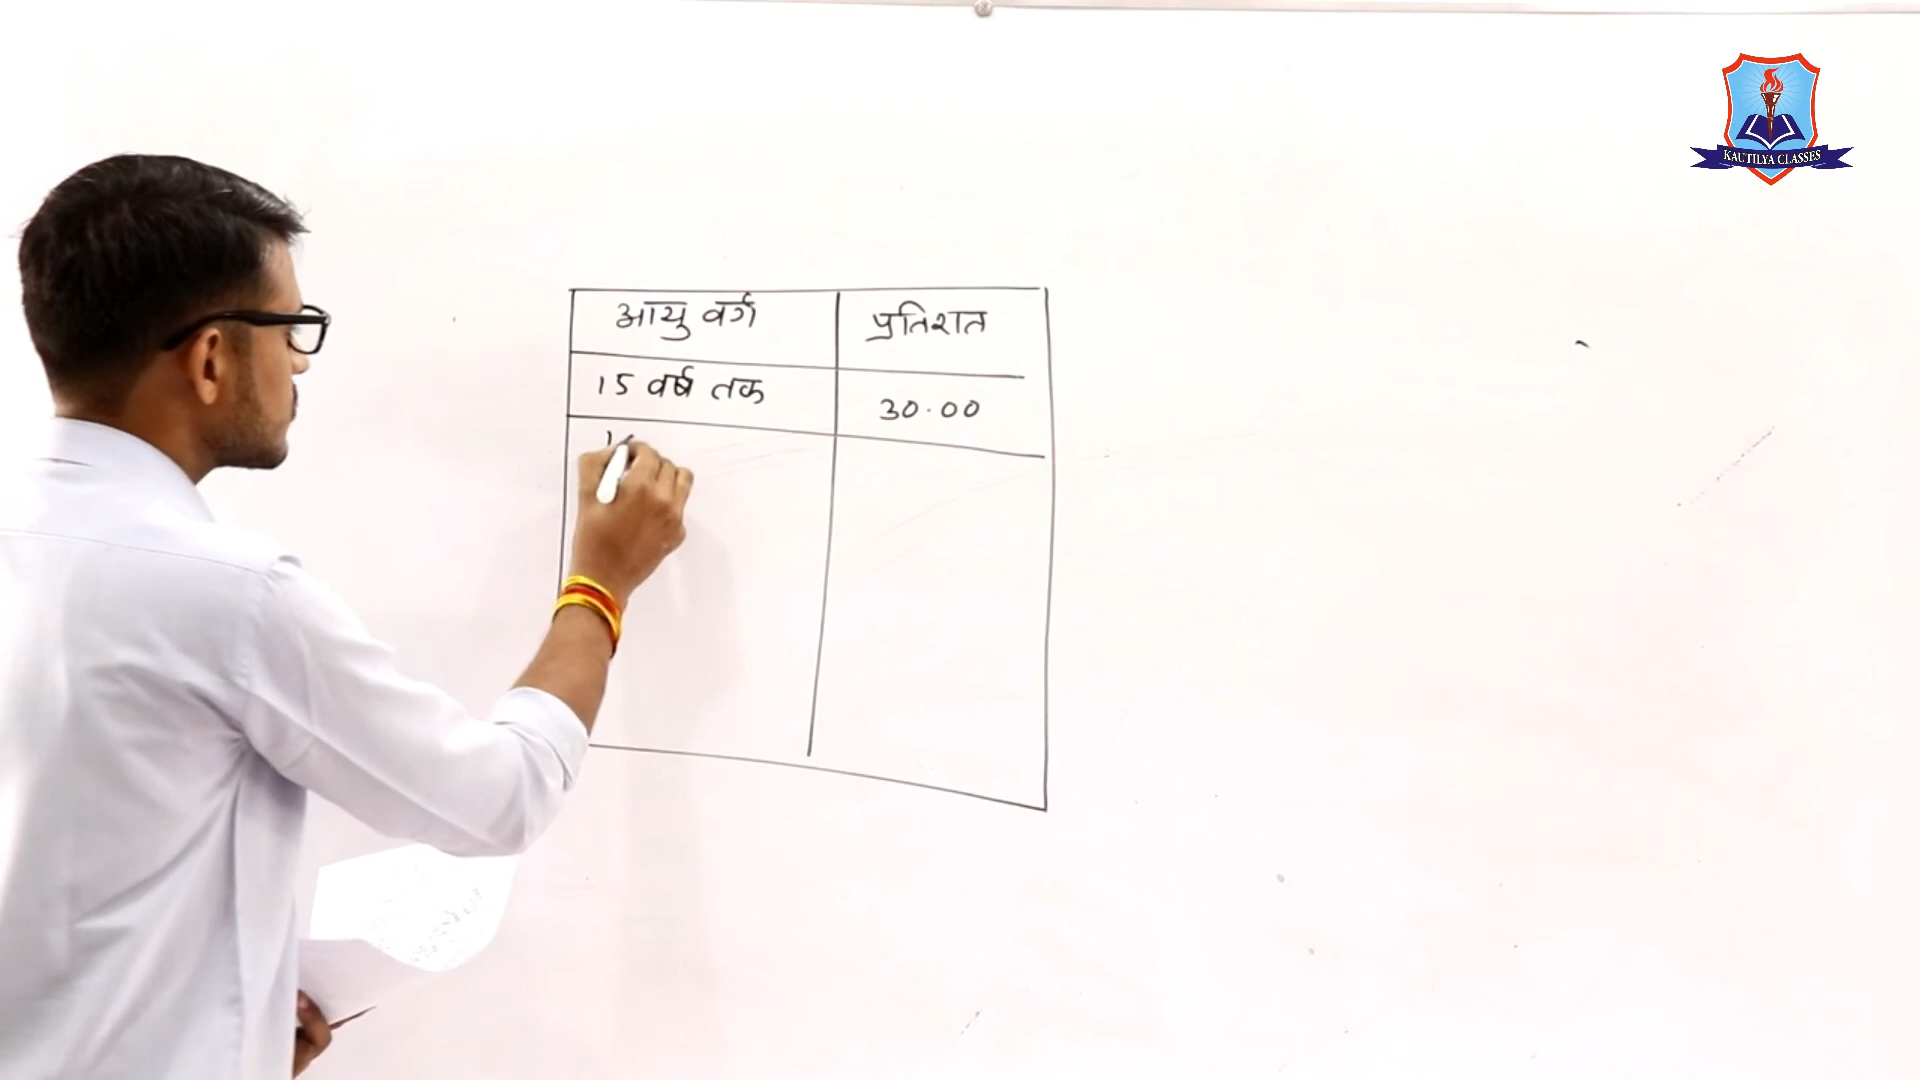 KAUTILYA CLASSES
आयु वर्ग प्रतिशत
15 वर्ष तक 30.00